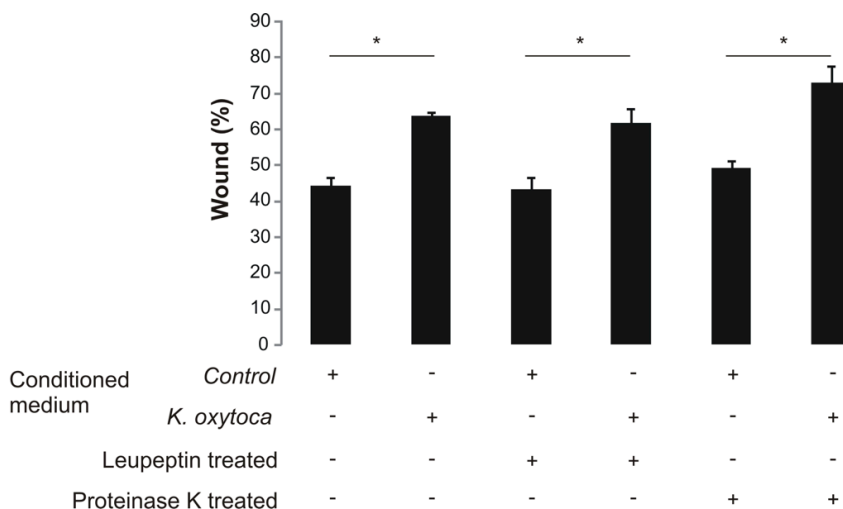 90
* * *
80
70
60
50
40
30
20
10
0
Wound (%)
Conditioned medium
Control + - + - + -
K. oxytoca - + - + - +
Leupeptin treated - - + + - -
Proteinase K treated - - - - + +